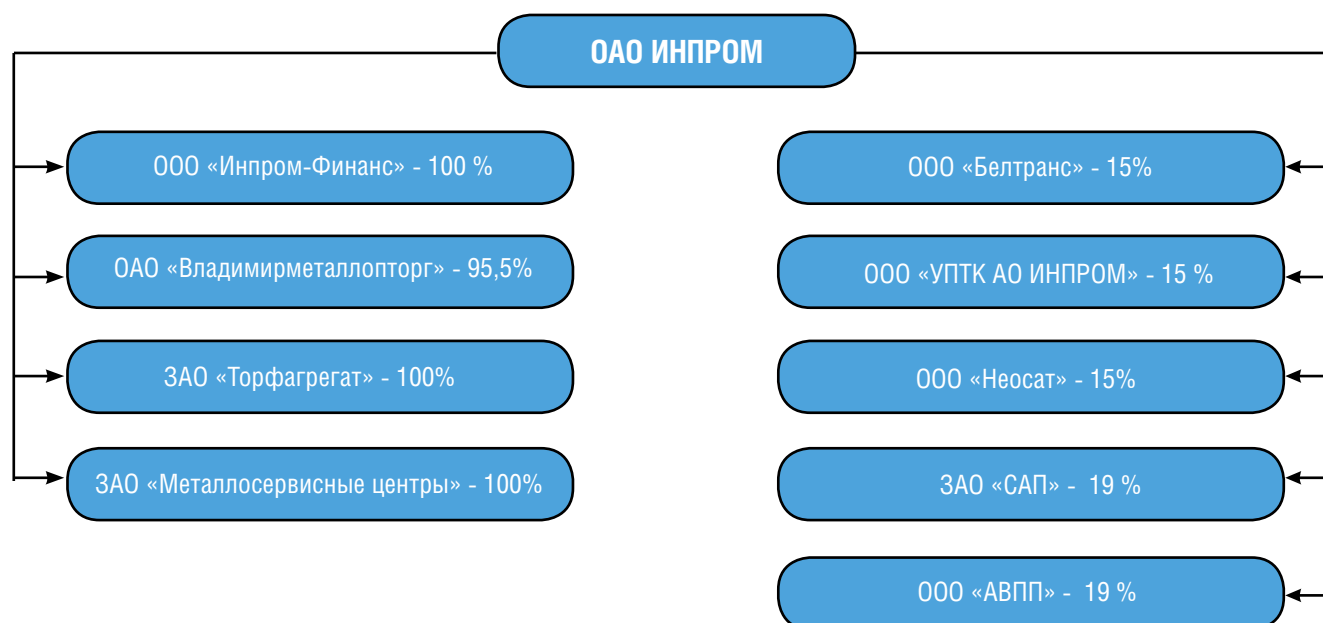 ОАО ИНПРОМ
ООО «Инпром-Финанс» - 100 %
ОАО «Владимирметаллопторг» - 95,5%
ЗАО «Торфагрегат» - 100%
ЗАО «Металлосервисные центры» - 100%
ООО «Белтранс» - 15%
ООО «УПТК АО ИНПРОМ» - 15 %
ООО «Неосат» - 15%
ЗАО «САП» - 19 %
ООО «АВПП» - 19 %